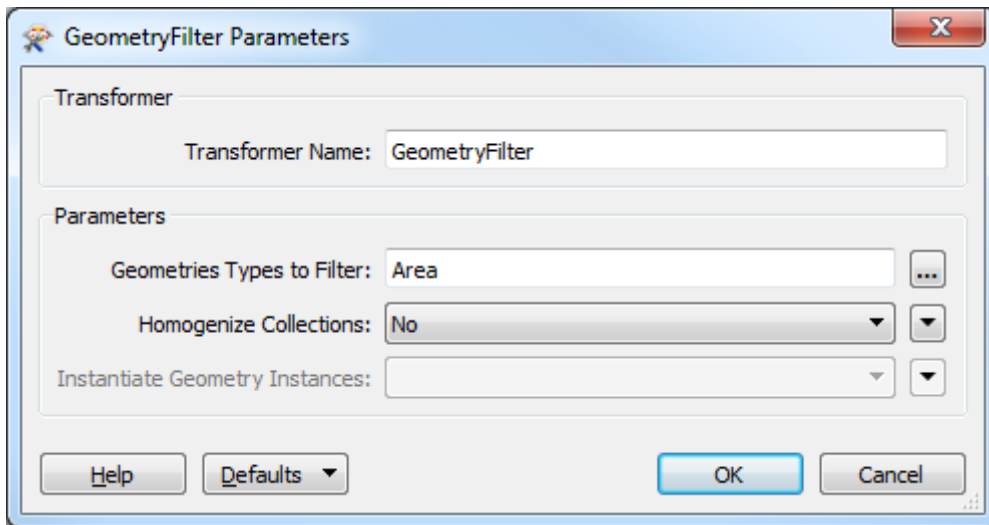 GeometryFilter Parameters
Transformer
Transformer Name: GeometryFilter
Parameters
Geometries Types to Filter: Area ...
Homogenize Collections: No
Instantiate Geometry Instances:
Help Defaults OK Cancel